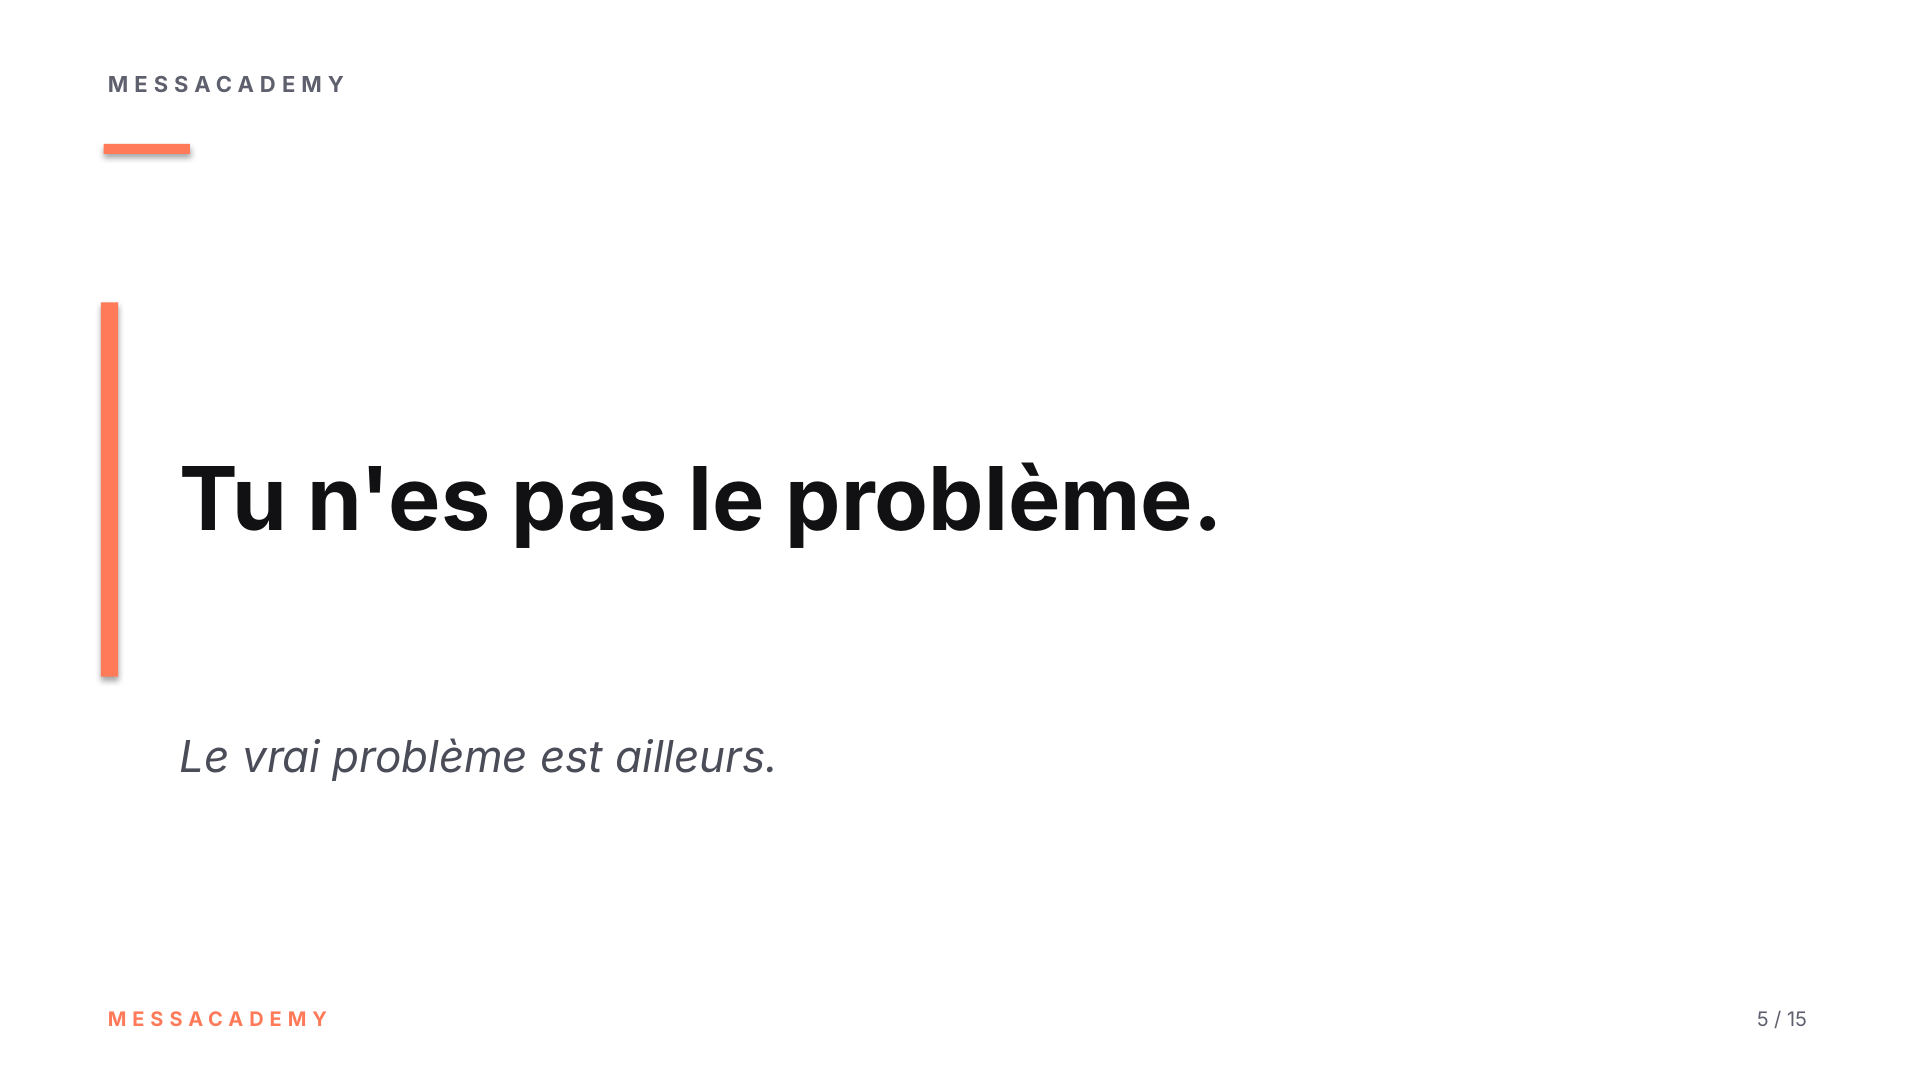 MESSACADEMY
Tu n'es pas le problème.
Le vrai problème est ailleurs.
MESSACADEMY
5 / 15